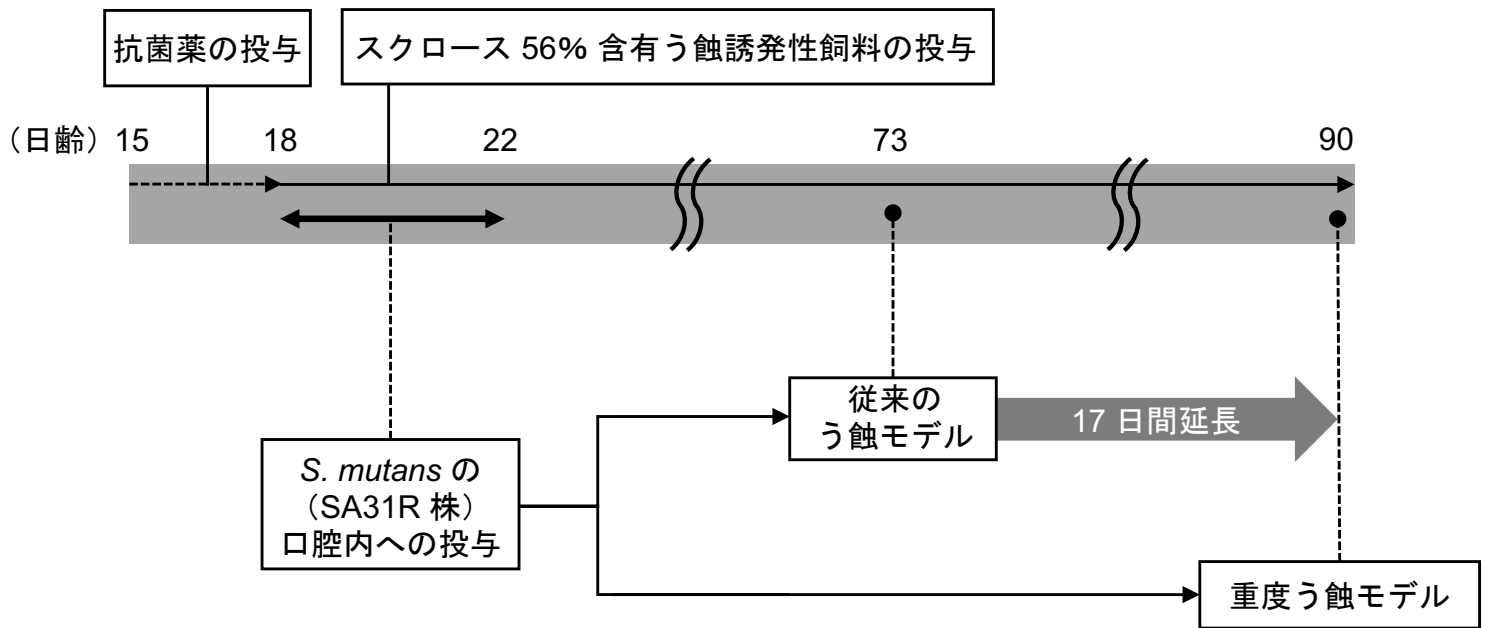 抗菌薬の投与
スクロース 56% 含有う蝕誘発性飼料の投与
（日齢）15 18 22 73 90
従来の
う蝕モデル
17 日間延長
S. mutans の
（SA31R 株）
口腔内への投与
重度う蝕モデル